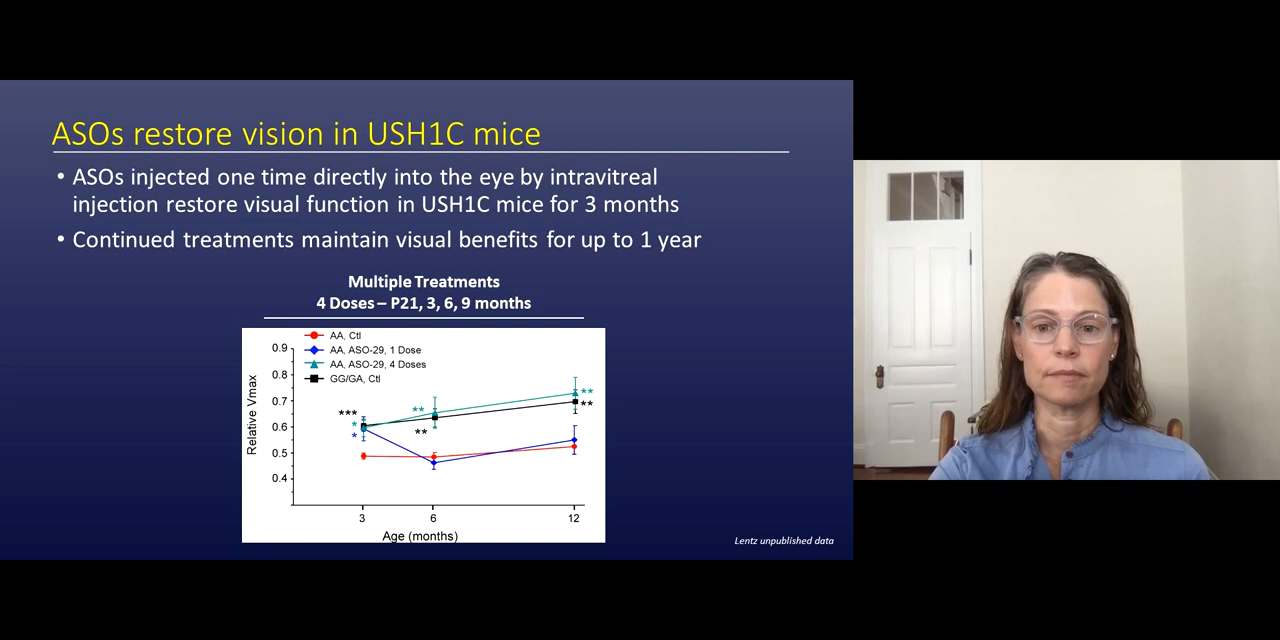 ASOs restore vision in USH1C mice
• ASOs injected one time directly into the eye by intravitreal
injection restore visual function in USH1C mice for 3 months
• Continued treatments maintain visual benefits for up to 1 year
Multiple Treatments
4 Doses – P21, 3, 6, 9 months
AA, Ctl
AA, ASO-29, 1 Dose
AA, ASO-29, 4 Doses
GG/GA, Ctl
Relative Vmax
0.9
0.8
0.7
0.6
0.5
0.4
***
*
*
**
**
**
**
3 6 12
Age (months)
Lentz unpublished data